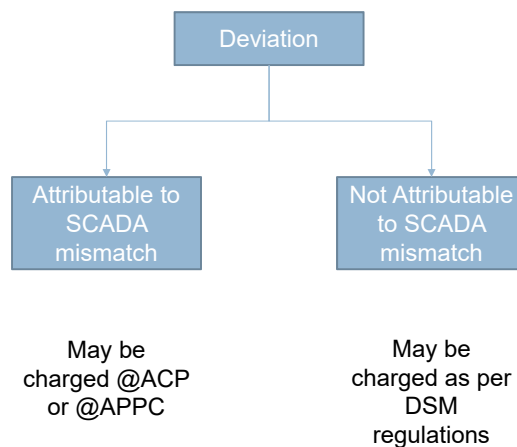 Deviation
Attributable to
SCADA
mismatch
Not Attributable
to SCADA
mismatch
May be
charged @ACP
or @APPC
May be
charged as per
DSM
regulations